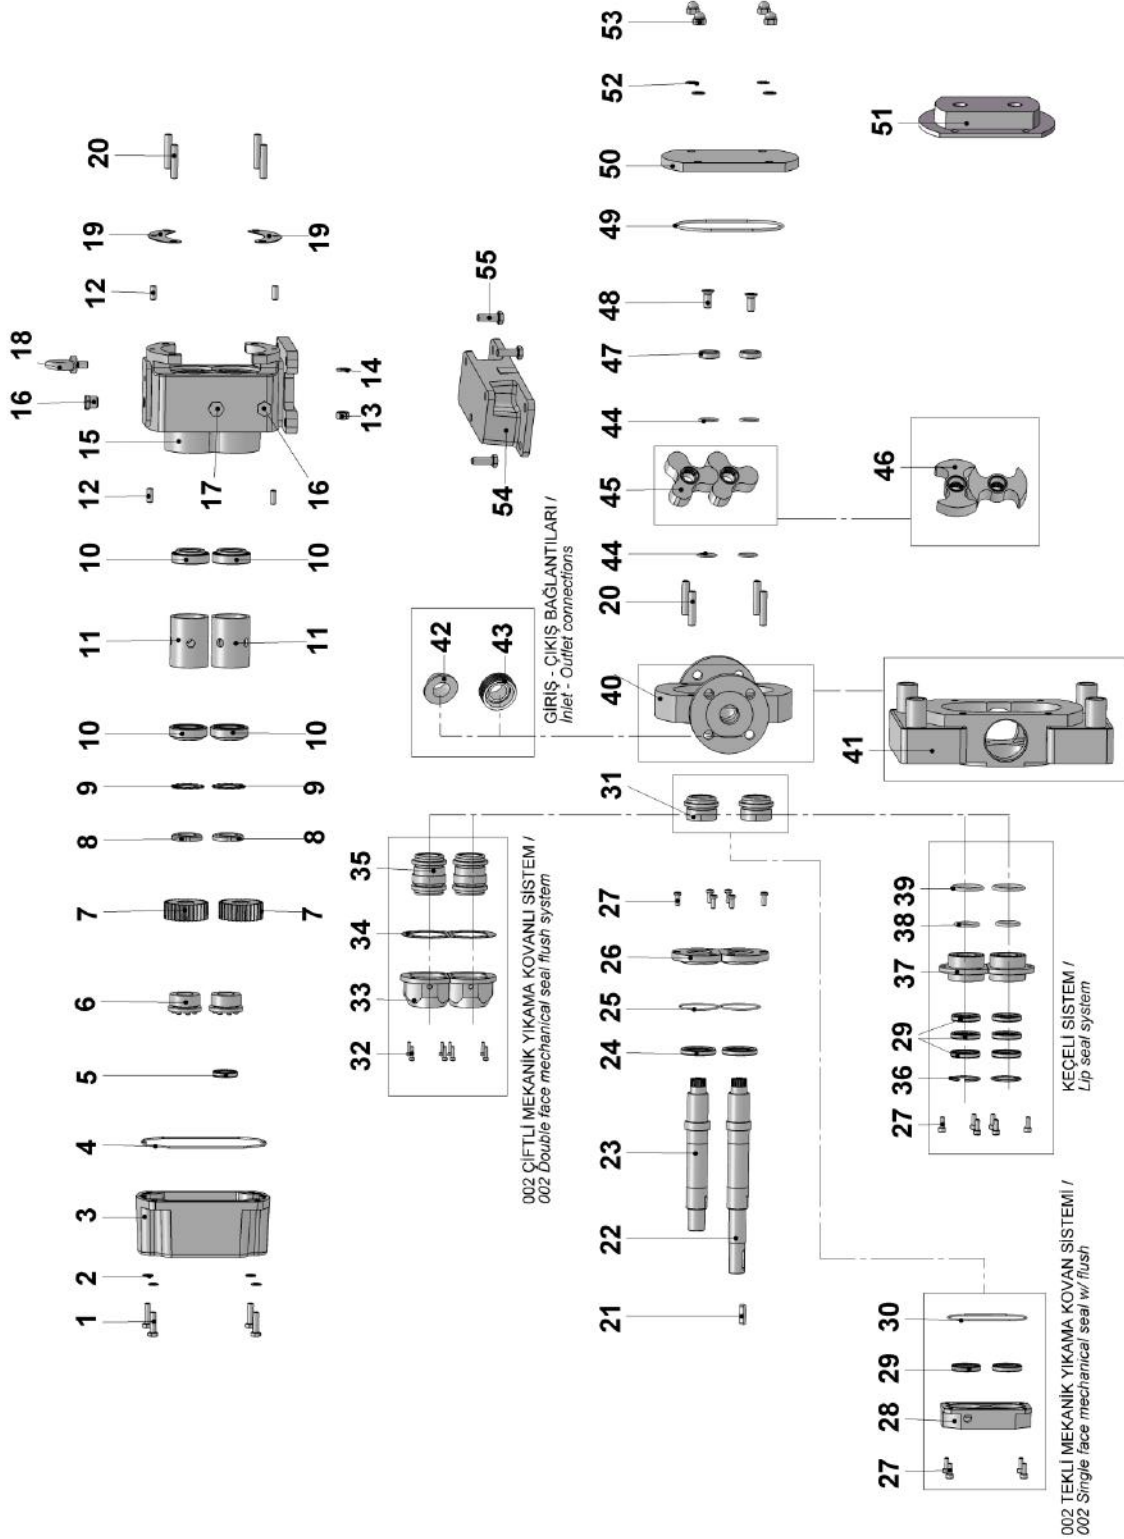 16 18
1 2 3 4 5 6 7 8 9 10 11 10 12 15 12 19 20
17
7 8 9 10 11 10 16 19
13 14
32 33 34 35
42
43
55
54
002 ÇİFTLİ MEKANİK YIKAMA KOVANLI SİSTEM /
002 Double face mechanical seal flush system
GİRİŞ - ÇIKIŞ BAĞLANTILARI /
Inlet - Outlet connections
21 22 23 24 25 26 27 31 40 20 44 45 44 47 48 49 50 52 53
41
46
51
27 28 29 30
27 36 29 37 38 39
002 TEKLİ MEKANİK YIKAMA KOVAN SİSTEMİ /
002 Single face mechanical seal w/ flush
KEÇELİ SİSTEM /
Lip seal system